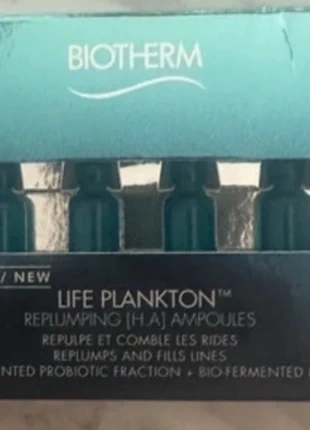 BIOTHERM
/ NEW
LIFE PLANKTON™
REPLUMPING [H.A] AMPOULES
REPULPE ET COMBLE LES RIDES
REPLUMPS AND FILLS LINES
NTED PROBIOTIC FRACTION + BIO-FERMENTED